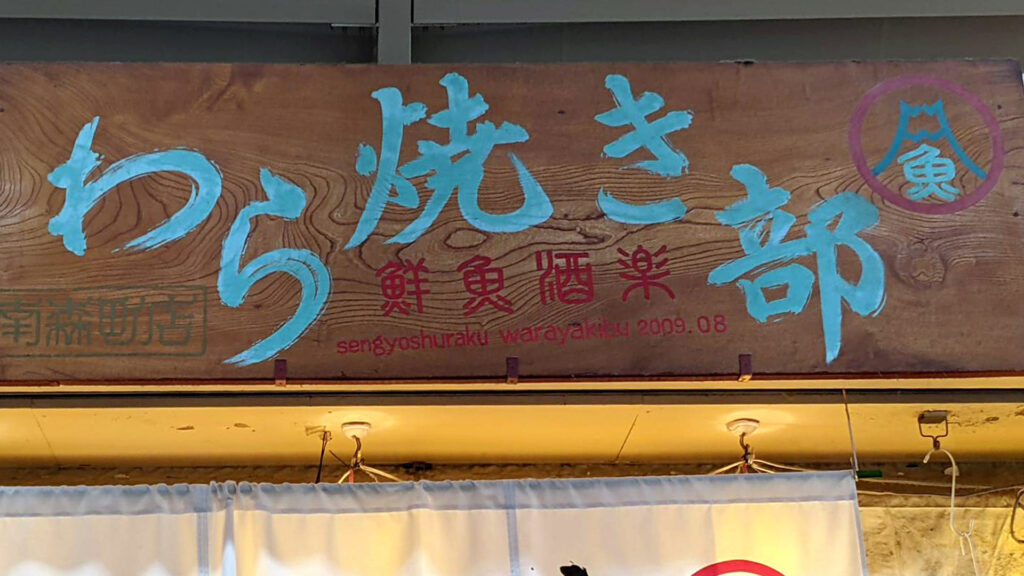 わら焼き部
魚
鮮魚酒楽
南森町店
sengyoshuraku warayakibu 2009.08